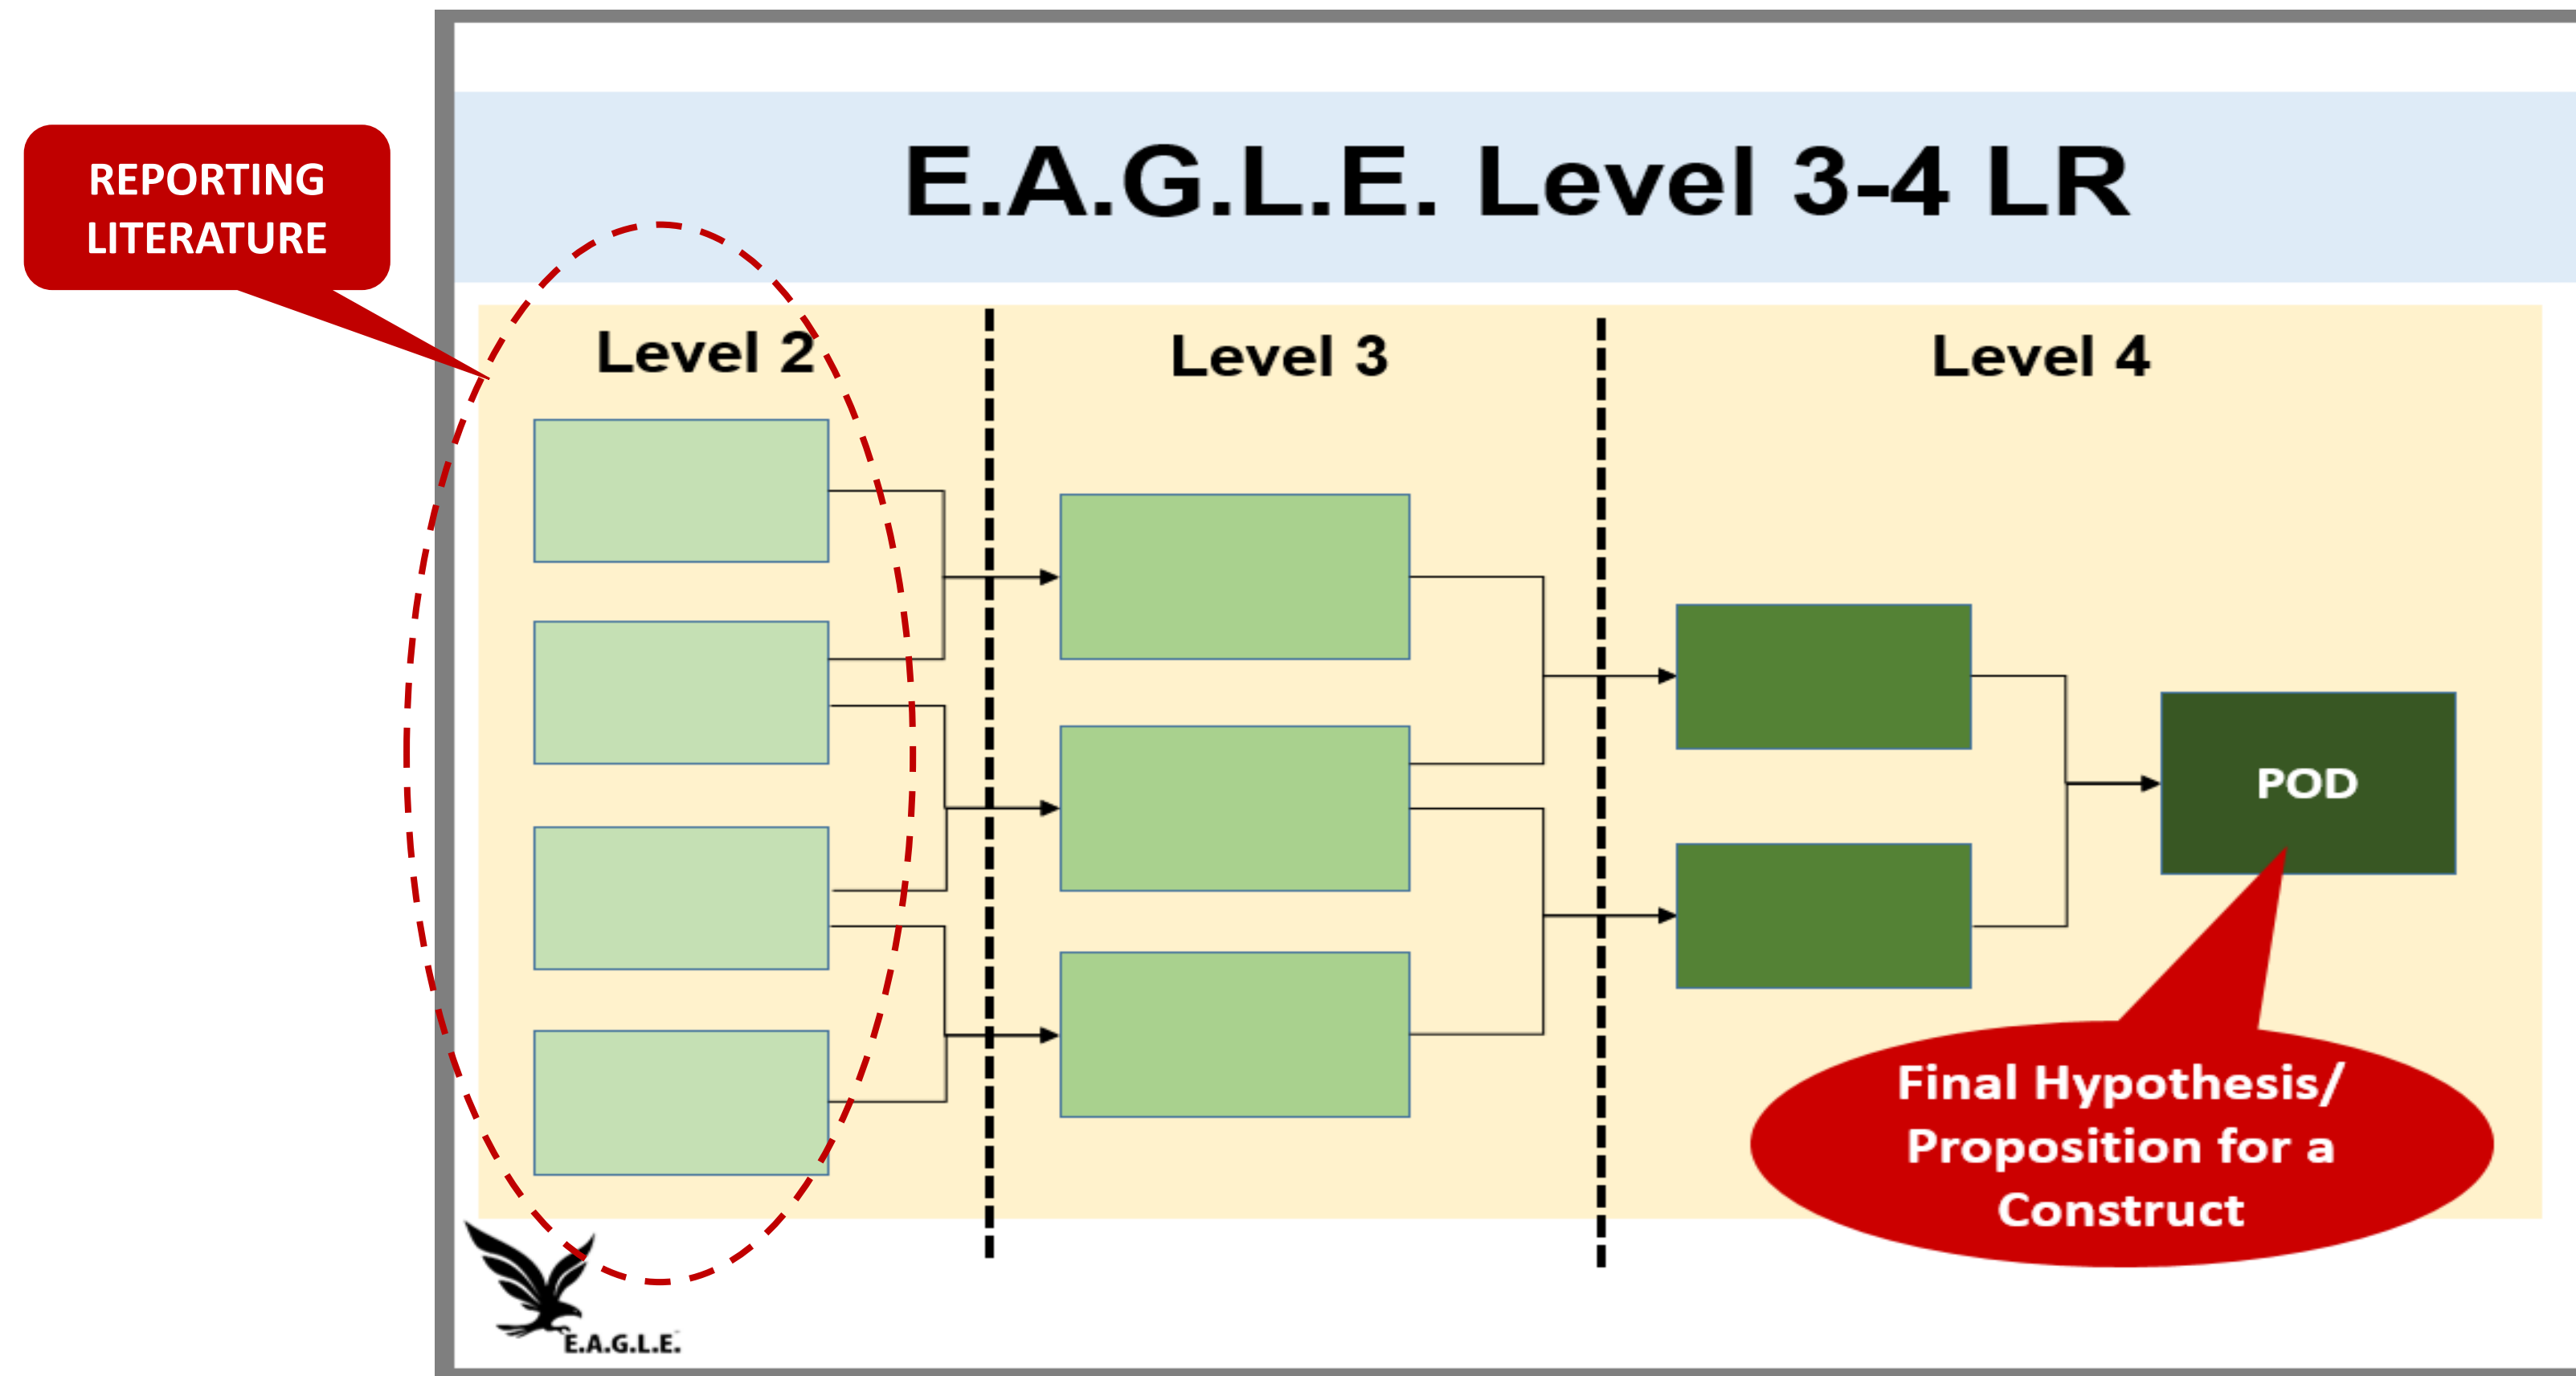 REPORTING
LITERATURE
E.A.G.L.E. Level 3-4 LR
Level 2
Level 3
Level 4
POD
Final Hypothesis/
Proposition for a
Construct
E.A.G.L.E.